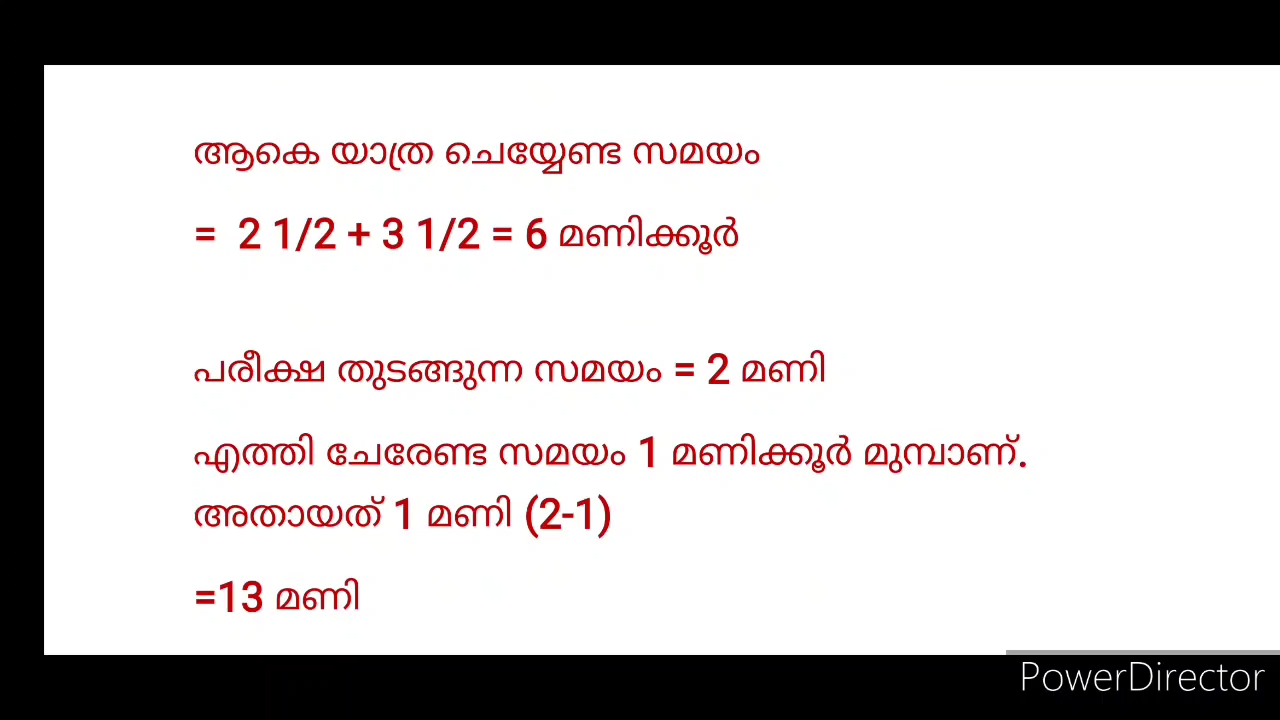 ആകെ യാത്ര ചെയ്യേണ്ട സമയം
= 2 1/2 + 3 1/2 = 6 മണിക്കൂർ
പരീക്ഷ തുടങ്ങുന്ന സമയം = 2 മണി
എത്തി ചേരേണ്ട സമയം 1 മണിക്കൂർ മുമ്പാണ്.
അതായത് 1 മണി (2-1)
=13 മണി
PowerDirector